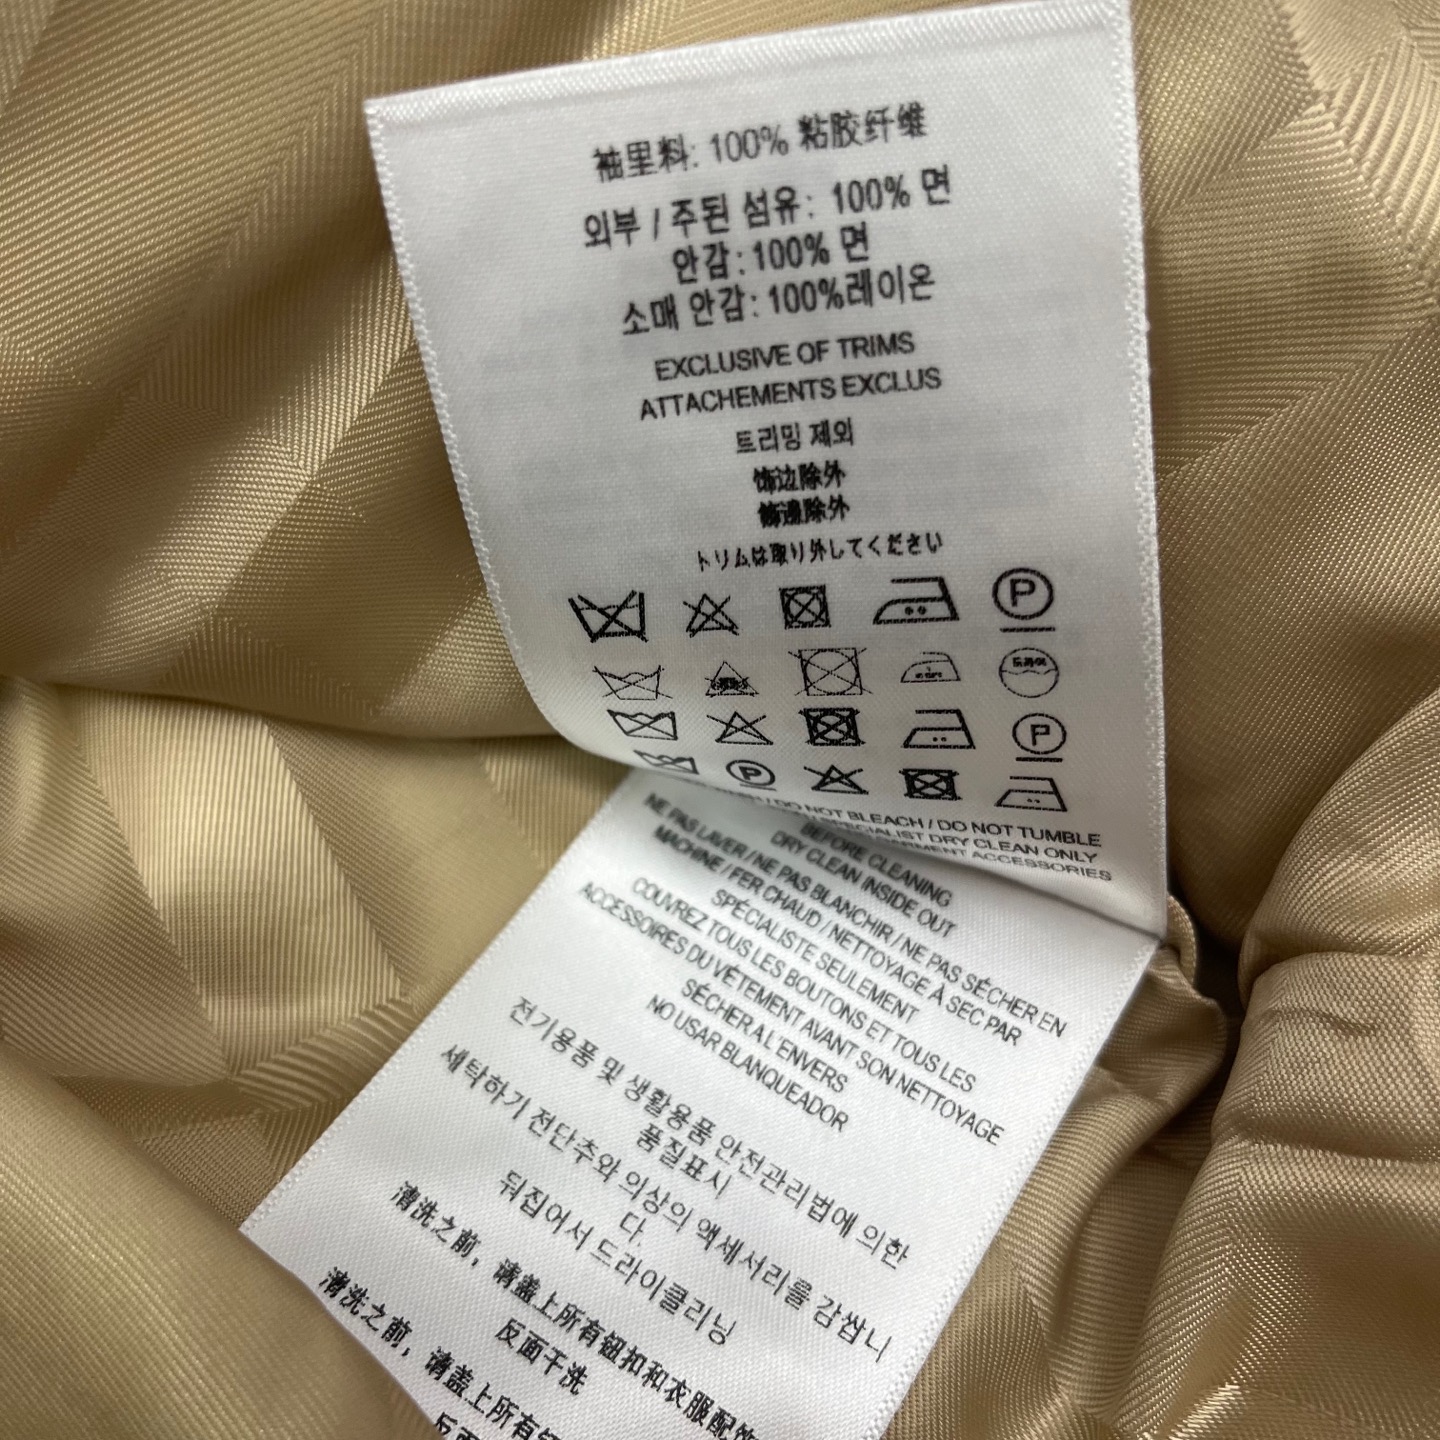 袖里料: 100% 粘胶纤维
외부 / 주된 섬유: 100% 면
안감: 100% 면
소매 안감: 100%레이온
EXCLUSIVE OF TRIMS
ATTACHEMENTS EXCLUS
트리밍 제외
饰边除外
飾邊除外
トリムは取り外してください
P
P
P
/ DO NOT BLEACH / DO NOT TUMBLE
SPECIALIST DRY CLEAN ONLY
GARMENT ACCESSORIES
BEFORE CLEANING
DRY CLEAN INSIDE OUT
NE PAS LAVER / NE PAS BLANCHIR / NE PAS SÉCHER EN
MACHINE / FER CHAUD / NETTOYAGE À SEC PAR
SPÉCIALISTE SEULEMENT
COUVREZ TOUS LES BOUTONS ET TOUS LES
ACCESSOIRES DU VÊTEMENT AVANT SON NETTOYAGE
SÉCHER A L'ENVERS
NO USAR BLANQUEADOR
전기용품 및 생활용품 안전관리법에 의한
품질표시
세탁하기 전단추와 의상의 액세서리를 감쌉니
다.
뒤집어서 드라이클리닝
清洗之前，请盖上所有钮扣和衣服配饰
反面干洗
清洗之前，请盖上所有钮
反面